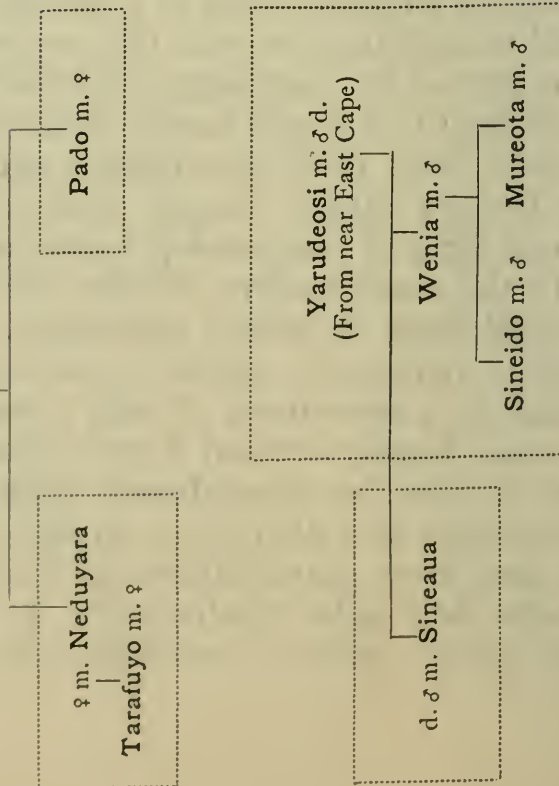 Pado m. ♀
♀ m. Neduyara
Tarafuyo m. ♀
Yarudeosi m. ♂ d.
(From near East Cape)
Wenia m. ♂
Sineido m. ♂
Mureota m. ♂
d. ♂ m. Sineaua